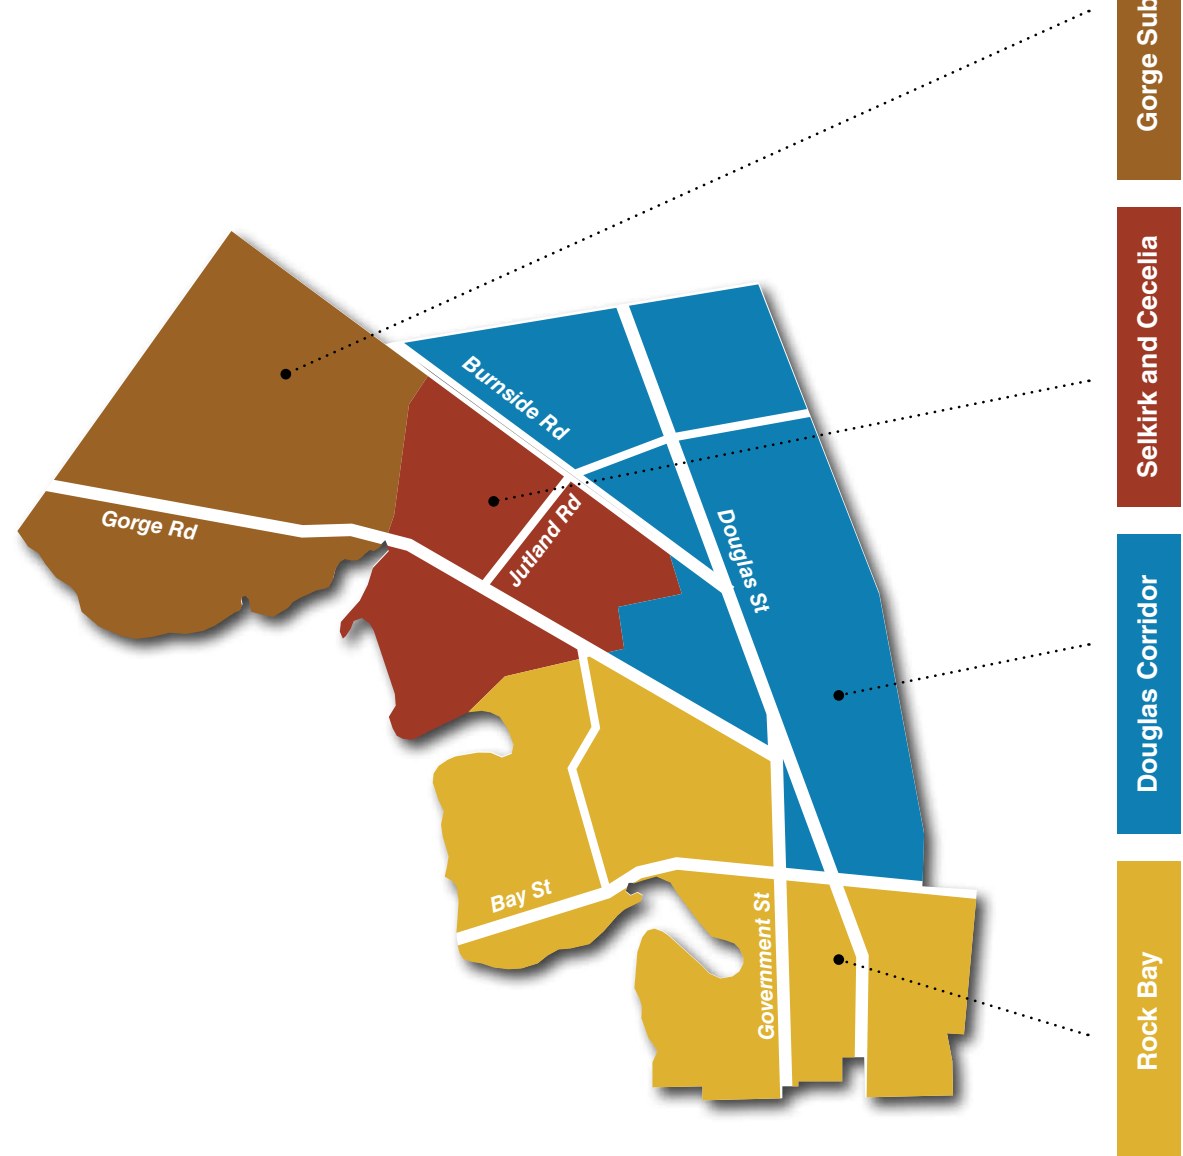 Gorge
Selkirk and Cecelia
Burnside Rd
Jutland Rd
Gorge Rd
Douglas St
Douglas Corridor
Bay St
Government St
Rock Bay